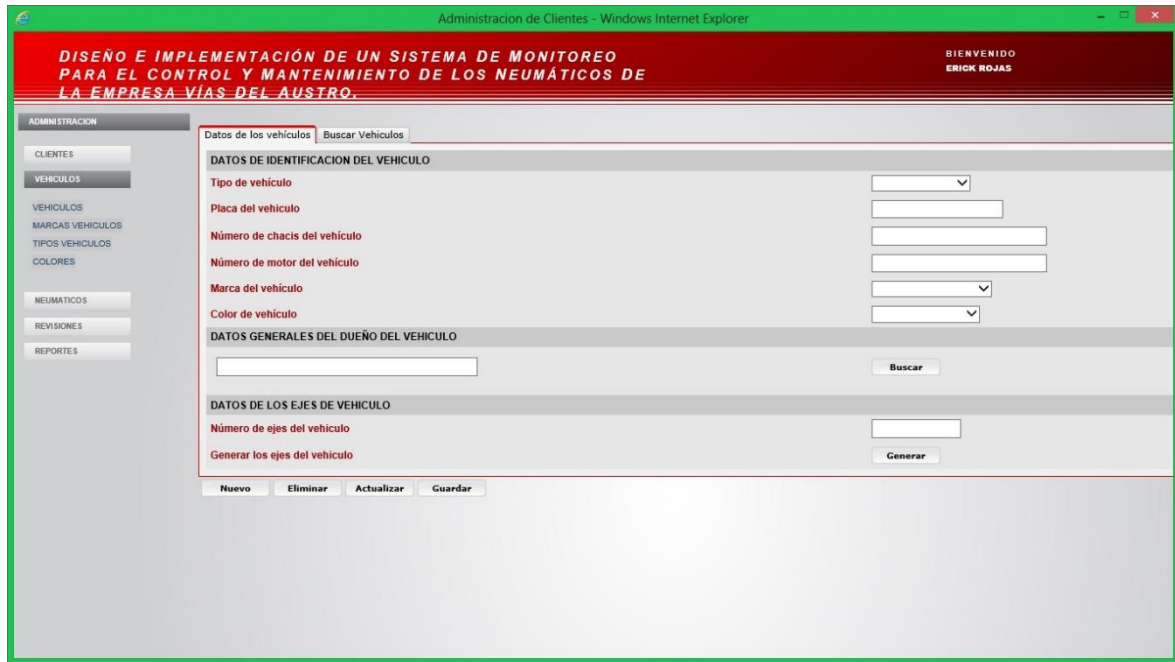 Administracion de Clientes - Windows Internet Explorer
DISEÑO E IMPLEMENTACIÓN DE UN SISTEMA DE MONITOREO
PARA EL CONTROL Y MANTENIMIENTO DE LOS NEUMÁTICOS DE
LA EMPRESA VÍAS DEL AUSTRO.
BIENVENIDO
ERICK ROJAS
ADMINISTRACION
CLIENTES
VEHICULOS
VEHICULOS
MARCAS VEHICULOS
TIPOS VEHICULOS
COLORES
NEUMATICOS
REVISIONES
REPORTES
Datos de los vehículos
Buscar Vehiculos
DATOS DE IDENTIFICACION DEL VEHICULO
Tipo de vehículo
Placa del vehiculo
Número de chacis del vehículo
Número de motor del vehículo
Marca del vehículo
Color de vehículo
DATOS GENERALES DEL DUEÑO DEL VEHICULO
Buscar
DATOS DE LOS EJES DE VEHICULO
Número de ejes del vehiculo
Generar los ejes del vehiculo
Generar
Nuevo
Eliminar
Actualizar
Guardar